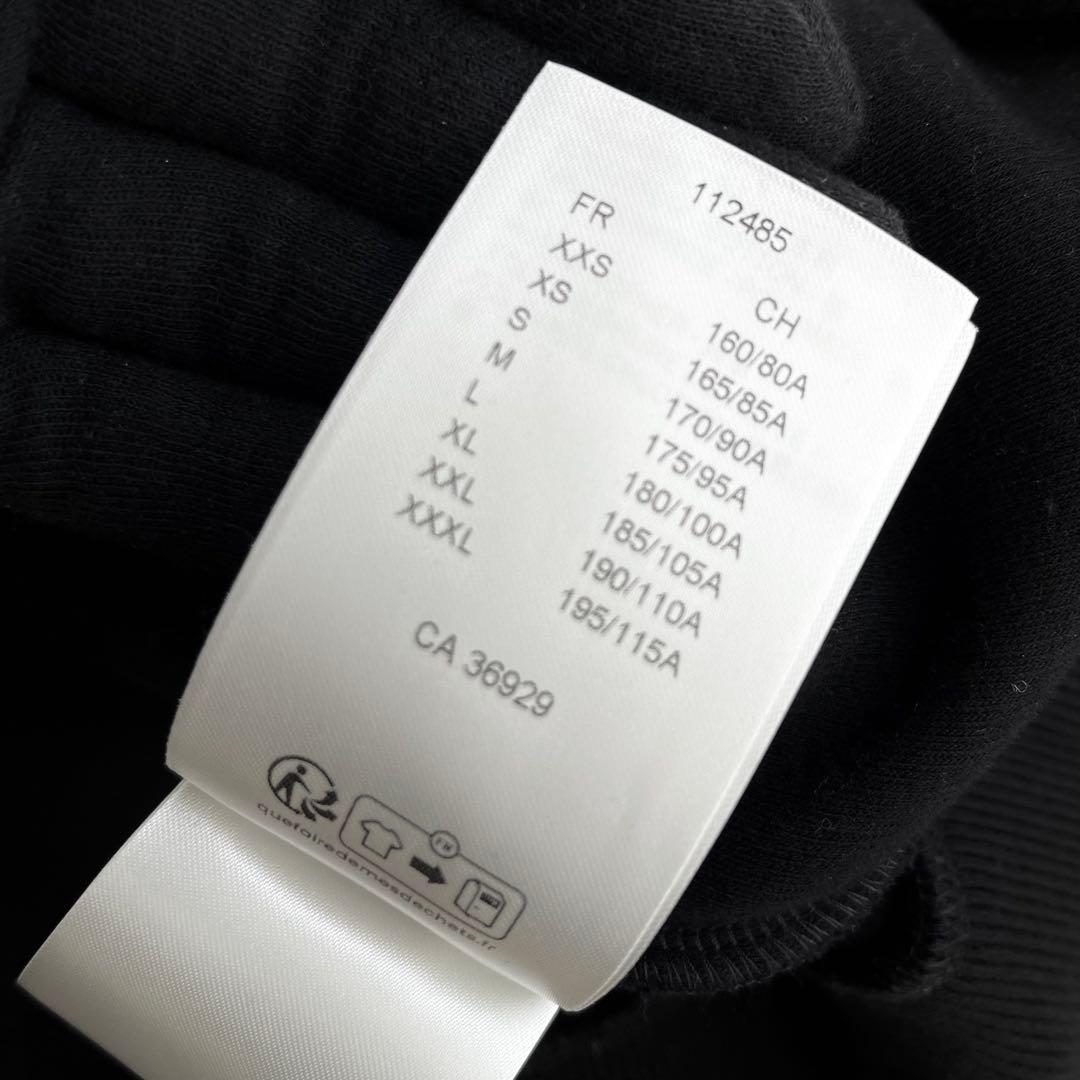 112485
FR CH
XXS 160/80A
XS 165/85A
S 170/90A
M 175/95A
L 180/100A
XL 185/105A
XXL 190/110A
XXXL 195/115A
CA 36929
FR
quefairedemesdechets.fr